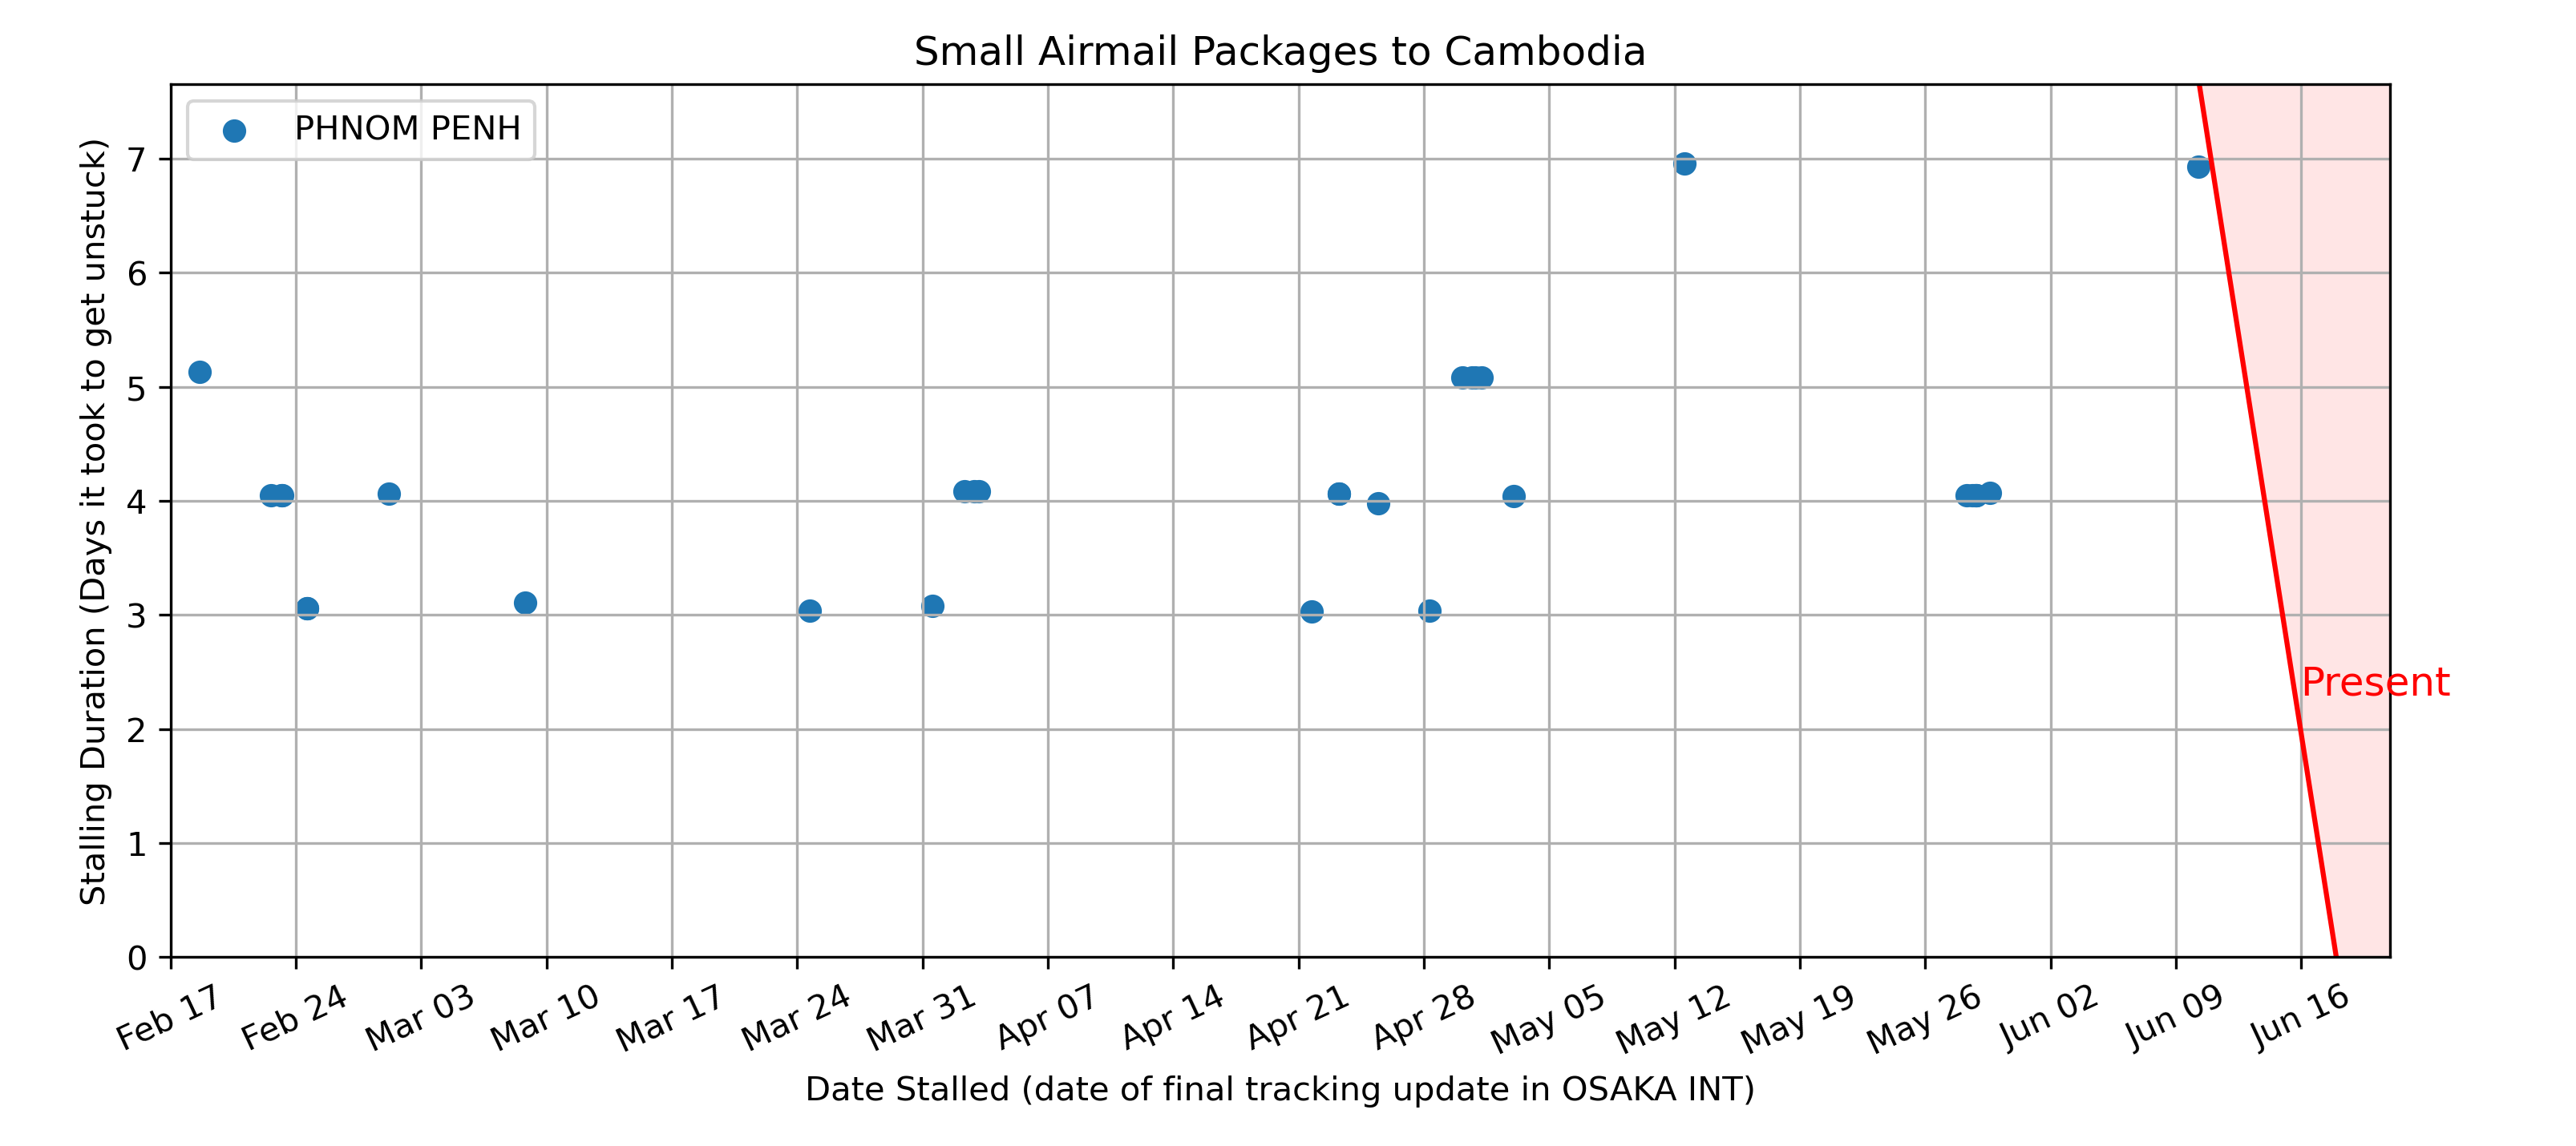 Small Airmail Packages to Cambodia
PHNOM PENH
Stalling Duration (Days it took to get unstuck)
7
6
5
4
3
2
1
0
Present
Feb 17
Feb 24
Mar 03
Mar 10
Mar 17
Mar 24
Mar 31
Apr 07
Apr 14
Apr 21
Apr 28
May 05
May 12
May 19
May 26
Jun 02
Jun 09
Jun 16
Date Stalled (date of final tracking update in OSAKA INT)